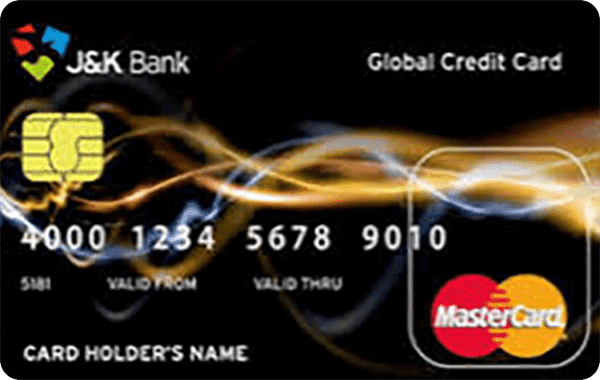 J&K Bank
Global Credit Card
4000 1234 5678 9010
5181 VALID FROM VALID THRU
MasterCard
CARD HOLDER'S NAME